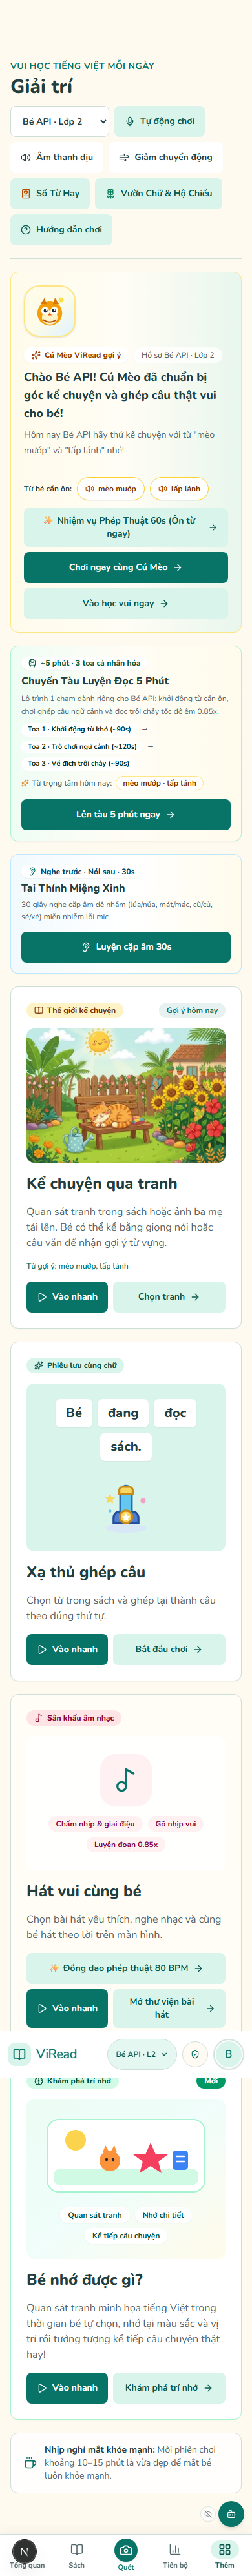 VUI HỌC TIẾNG VIỆT MỖI NGÀY
Giải trí
Bé API · Lớp 2
Tự động chơi
Âm thanh dịu
Giảm chuyển động
Sổ Từ Hay
Vườn Chữ & Hộ Chiếu
Hướng dẫn chơi
Cú Mèo ViRead gợi ý
Hồ sơ Bé API · Lớp 2
Chào Bé API! Cú Mèo đã chuẩn bị
góc kể chuyện và ghép câu thật vui
cho bé!
Hôm nay Bé API hãy thử kể chuyện với từ "mèo
mướp" và "lấp lánh" nhé!
Từ bé cần ôn:
mèo mướp
lấp lánh
✨ Nhiệm vụ Phép Thuật 60s (Ôn từ
ngay)
Chơi ngay cùng Cú Mèo →
Vào học vui ngay →
~5 phút · 3 toa cá nhân hóa
Chuyến Tàu Luyện Đọc 5 Phút
Lộ trình 1 chạm dành riêng cho Bé API: khởi động từ cần ôn,
chơi ghép câu ngữ cảnh và đọc trôi chảy tốc độ êm 0.85x.
Toa 1 · Khởi động từ khó (~90s) →
Toa 2 · Trò chơi ngữ cảnh (~120s) →
Toa 3 · Về đích trôi chảy (~90s)
Từ trọng tâm hôm nay: mèo mướp · lấp lánh
Lên tàu 5 phút ngay →
Nghe trước · Nói sau · 30s
Tai Thính Miệng Xinh
30 giây nghe cặp âm dễ nhầm (lúa/núa, mát/mác, cũ/củ,
sẻ/xẻ) miễn nhiễm lỗi mic.
Luyện cặp âm 30s
Thế giới kể chuyện
Gợi ý hôm nay
Kể chuyện qua tranh
Quan sát tranh trong sách hoặc ảnh ba mẹ
tải lên. Bé có thể kể bằng giọng nói hoặc
câu văn để nhận gợi ý từ vựng.
Từ gợi ý: mèo mướp, lấp lánh
Vào nhanh
Chọn tranh →
Phiêu lưu cùng chữ
Bé
đang
đọc
sách.
Xạ thủ ghép câu
Chọn từ trong sách và ghép lại thành câu
theo đúng thứ tự.
Vào nhanh
Bắt đầu chơi →
Sân khấu âm nhạc
Chấm nhịp & giai điệu
Gõ nhịp vui
Luyện đoạn 0.85x
Hát vui cùng bé
Chọn bài hát yêu thích, nghe nhạc và cùng
bé hát theo lời trên màn hình.
✨ Đồng dao phép thuật 80 BPM →
Vào nhanh
Mở thư viện bài
hát →
ViRead
Bé API · L2
B
Khám phá trí nhớ
Mới
Quan sát tranh
Nhớ chi tiết
Kể tiếp câu chuyện
Bé nhớ được gì?
Quan sát tranh minh họa tiếng Việt trong
thời gian bé tự chọn, nhớ lại màu sắc và vị
trí rồi tưởng tượng kể tiếp câu chuyện thật
hay!
Vào nhanh
Khám phá trí nhớ →
Nhịp nghỉ mắt khỏe mạnh: Mỗi phiên chơi
khoảng 10–15 phút là vừa đẹp để mắt bé
luôn khỏe mạnh.
N
Tổng quan
Sách
Quét
Tiến bộ
Thêm